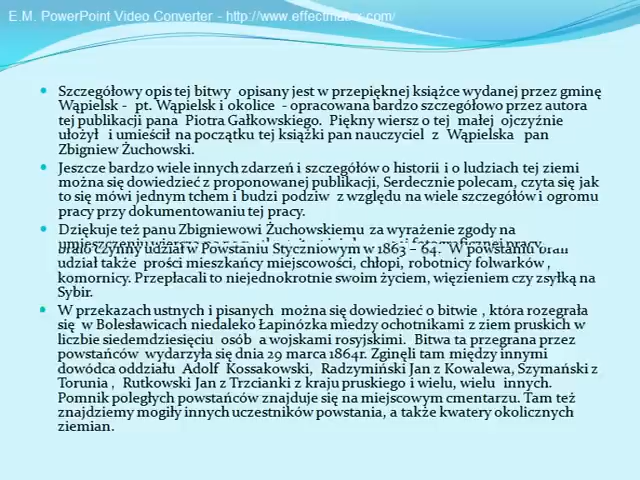 E.M. PowerPoint Video Converter - http://www.effectmatrix.com/
Szczegółowy opis tej bitwy opisany jest w przepięknej książce wydanej przez gminę
Wąpielsk - pt. Wąpielsk i okolice - opracowana bardzo szczegółowo przez autora
tej publikacji pana Piotra Gałkowskiego. Piękny wiersz o tej małej ojczyźnie
ułożył i umieścił na początku tej książki pan nauczyciel z Wąpielska pan
Zbigniew Żuchowski.
Jeszcze bardzo wiele innych zdarzeń i szczegółów o historii i o ludziach tej ziemi
można się dowiedzieć z proponowanej publikacji, Serdecznie polecam, czyta się jak
to się mówi jednym tchem i budzi podziw z względu na wiele szczegółów i ogromu
pracy przy dokumentowaniu tej pracy.
Dziękuje też panu Zbigniewowi Żuchowskiemu za wyrażenie zgody na
czynny udział w Powstaniu Styczniowym w 1863 – 64. W powstaniu brali
udział także prości mieszkańcy miejscowości, chłopi, robotnicy folwarków ,
komornicy. Przepłacali to niejednokrotnie swoim życiem, więzieniem czy zsyłką na
Sybir.
W przekazach ustnych i pisanych można się dowiedzieć o bitwie , która rozegrała
się w Bolesławicach niedaleko Łapinózka miedzy ochotnikami z ziem pruskich w
liczbie siedemdziesięciu osób a wojskami rosyjskimi. Bitwa ta przegrana przez
powstańców wydarzyła się dnia 29 marca 1864r. Zginęli tam między innymi
dowódca oddziału Adolf Kossakowski, Radzymiński Jan z Kowalewa, Szymański z
Torunia , Rutkowski Jan z Trzcianki z kraju pruskiego i wielu, wielu innych.
Pomnik poległych powstańców znajduje się na miejscowym cmentarzu. Tam też
znajdziemy mogiły innych uczestników powstania, a także kwatery okolicznych
ziemian.